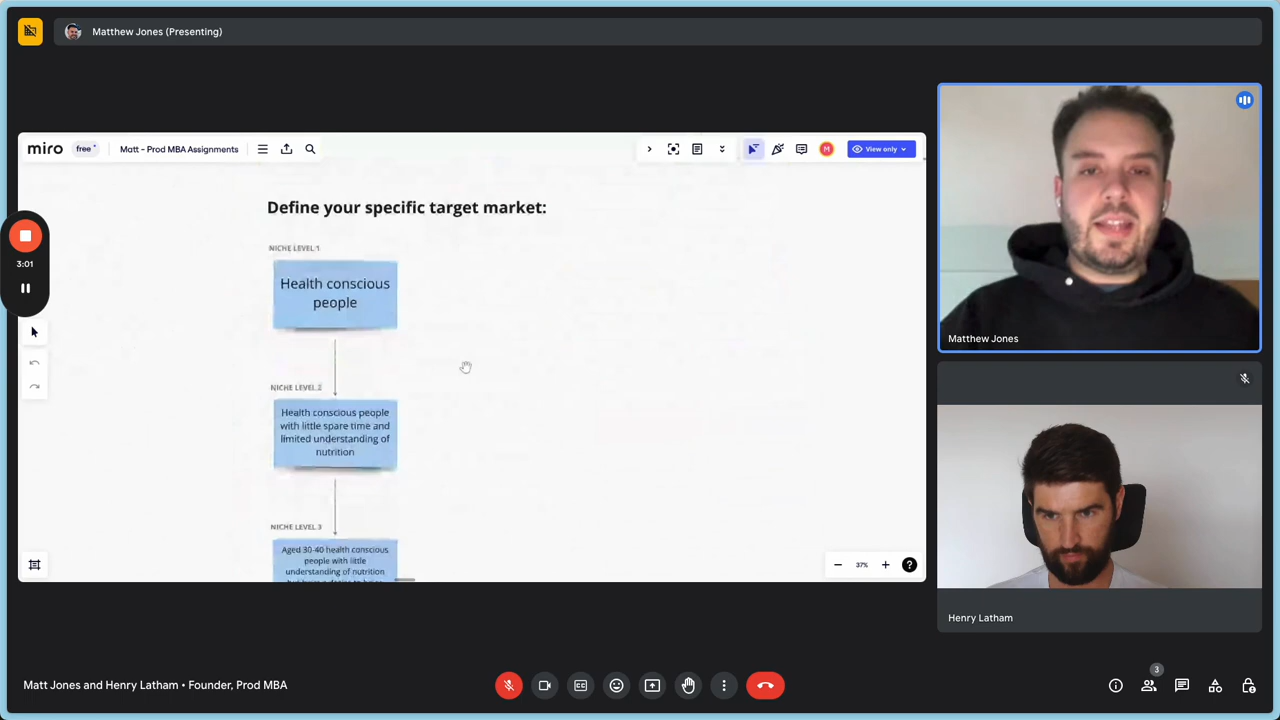 Matthew Jones (Presenting)
miro
free
Matt - Prod MBA Assignments
M
View only
Define your specific target market:
NICHE LEVEL 1
Health conscious
people
NICHE LEVEL 2
Health conscious people
with little spare time and
limited understanding of
nutrition
NICHE LEVEL 3
Aged 30-40 health conscious
people with little
understanding of nutrition
3:01
37%
?
Matthew Jones
Henry Latham
Matt Jones and Henry Latham • Founder, Prod MBA
CC
3